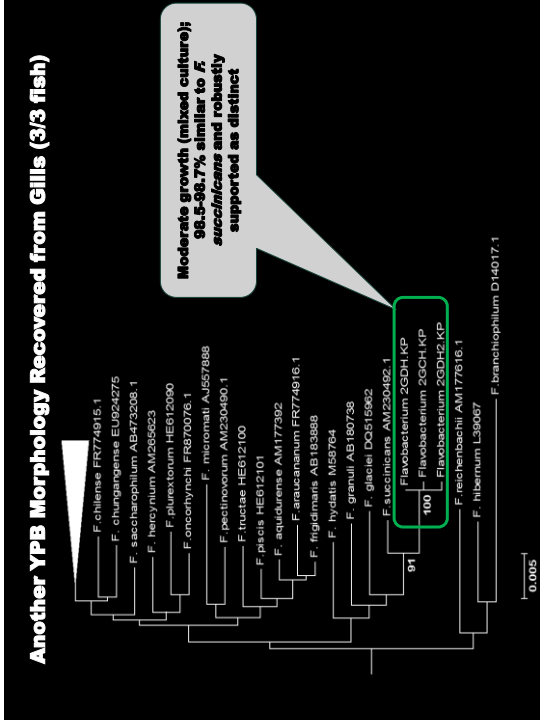 Another YPB Morphology Recovered from Gills (3/3 fish)
Moderate growth (mixed culture);
98.5-98.7% similar to F.
succinicans and robustly
supported as distinct
F.chilense FR774915.1
F. chungangense EU924275
F. saccharophilum AB473208.1
F. hercynium AM265623
F.plurextorum HE612090
F.oncorhynchi FR870076.1
F. micromati AJ557888
F.pectinovorum AM230490.1
F.tructae HE612100
F.piscis HE612101
F. aquidurense AM177392
F.araucananum FR774916.1
F. frigidimaris AB183888
F. hydatis M58764
F. granuli AB180738
F. glaciei DQ515962
F.succinicans AM230492.1
Flavobacterium 2GDH.KP
Flavobacterium 2GCH.KP
Flavobacterium 2GDH2.KP
F.reichenbachii AM177616.1
F. hibernum L39067
F.branchiophilum D14017.1
91
100
0.005